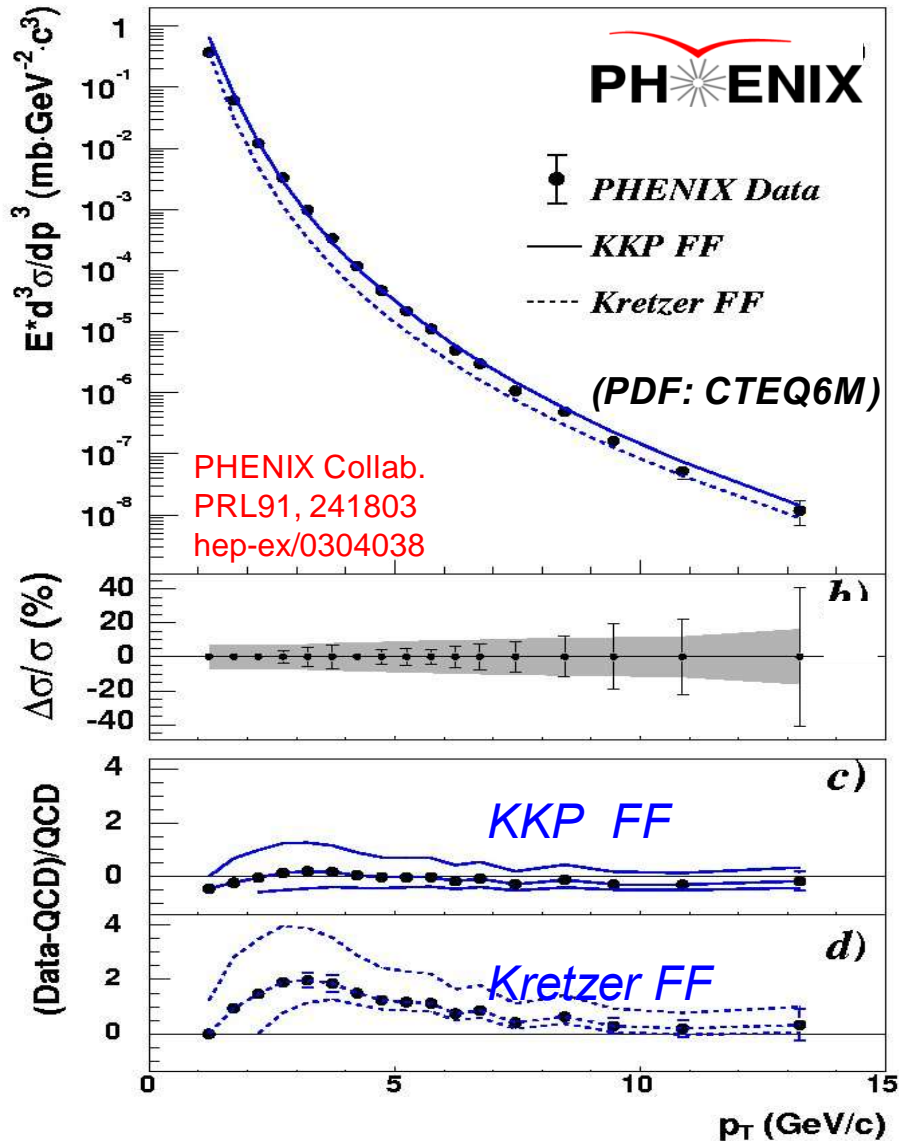 PHENIX
E*d³σ/dp³ (mb·GeV⁻²·c³)
1
10⁻¹
10⁻²
10⁻³
10⁻⁴
10⁻⁵
10⁻⁶
10⁻⁷
10⁻⁸
PHENIX Data
KKP FF
Kretzer FF
(PDF: CTEQ6M)
PHENIX Collab.
PRL91, 241803
hep-ex/0304038
Δσ/σ (%)
40
20
0
-20
-40
b)
(Data-QCD)/QCD
4
2
0
c)
KKP FF
4
2
0
d)
Kretzer FF
0 5 10 15
pT (GeV/c)